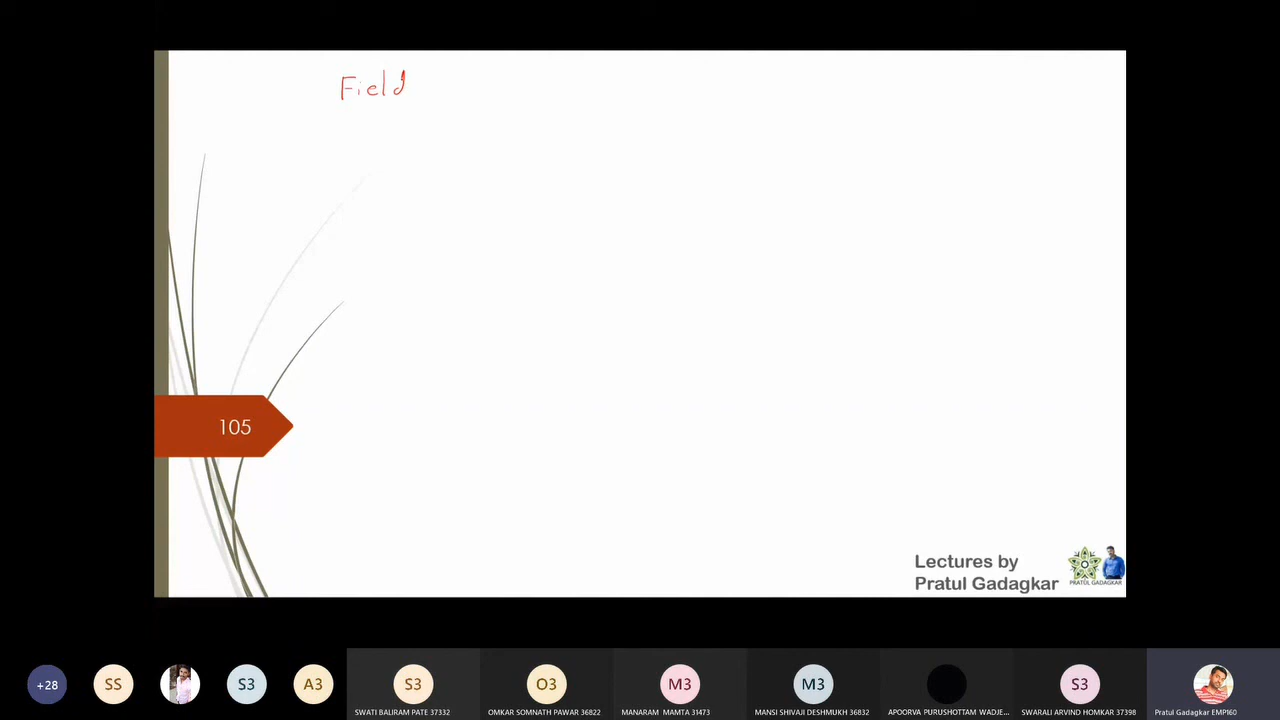 Field
105
Lectures by
Pratul Gadagkar
PRATUL GADAGKAR
+28
SS
S3
A3
S3
O3
M3
M3
S3
SWATI BALIRAM PATE 37332
OMKAR SOMNATH PAWAR 36822
MANARAM MAMTA 31473
MANSI SHIVAJI DESHMUKH 36832
APOORVA PURUSHOTTAM WADJE...
SWARALI ARVIND HOMKAR 37398
Pratul Gadagkar EMP160